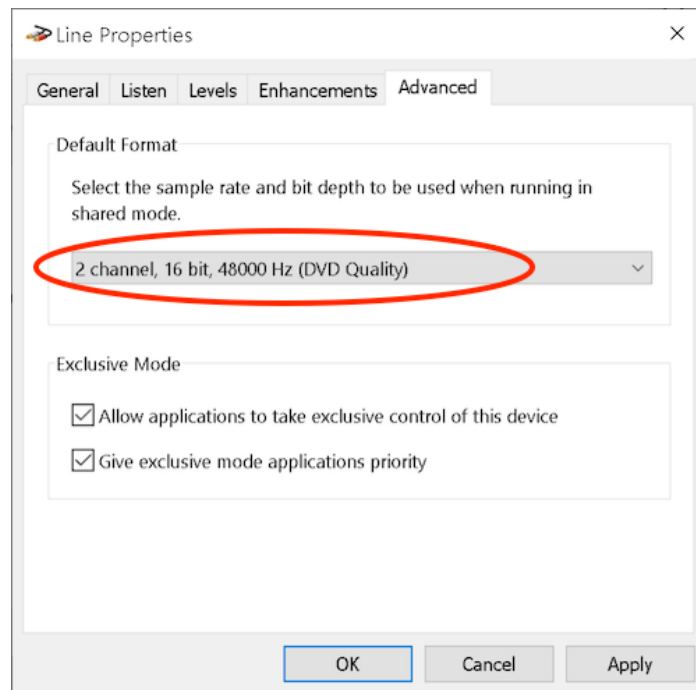 Line Properties
General Listen Levels Enhancements Advanced
Default Format
Select the sample rate and bit depth to be used when running in
shared mode.
2 channel, 16 bit, 48000 Hz (DVD Quality)
Exclusive Mode
Allow applications to take exclusive control of this device
Give exclusive mode applications priority
OK Cancel Apply